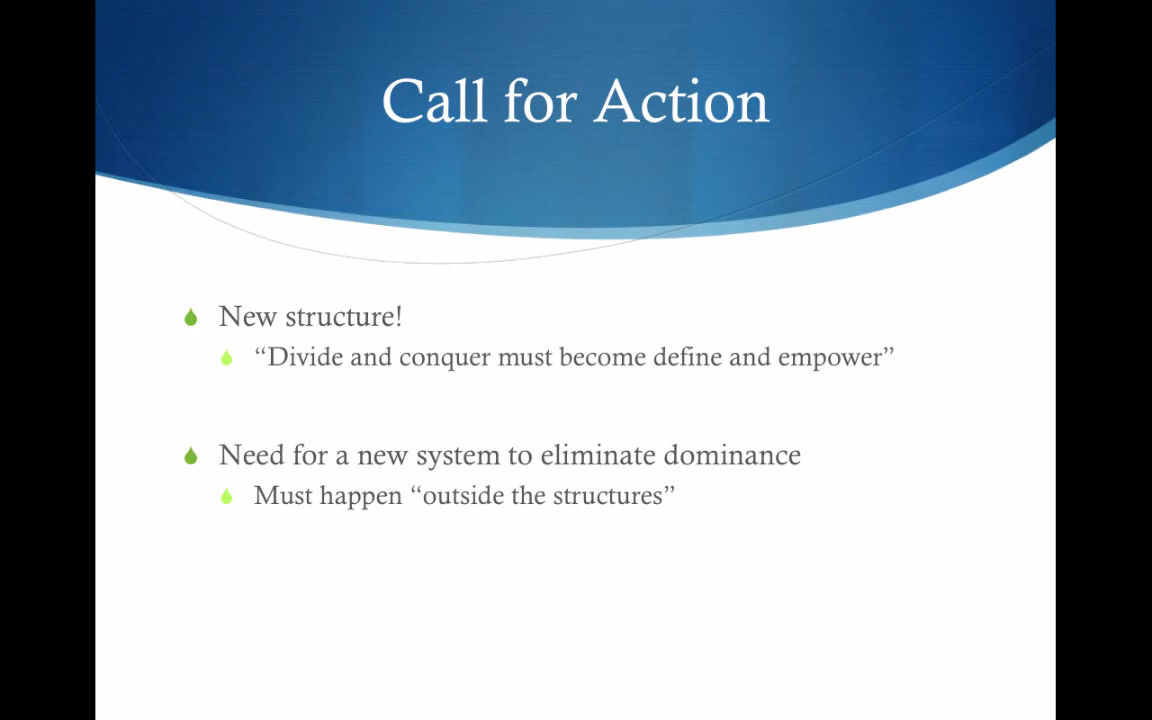 Call for Action
New structure!
“Divide and conquer must become define and empower”
Need for a new system to eliminate dominance
Must happen “outside the structures”